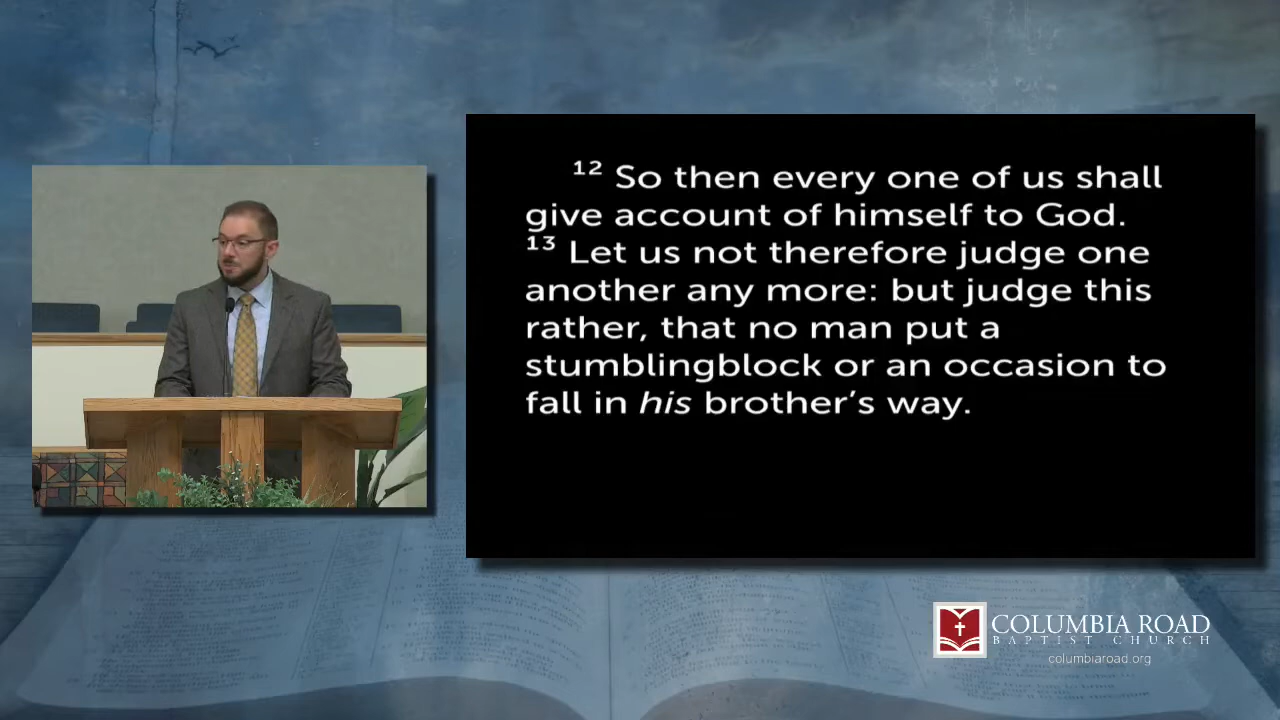 12 So then every one of us shall
give account of himself to God.
13 Let us not therefore judge one
another any more: but judge this
rather, that no man put a
stumblingblock or an occasion to
fall in his brother’s way.
COLUMBIA ROAD
BAPTIST CHURCH
columbiaroad.org